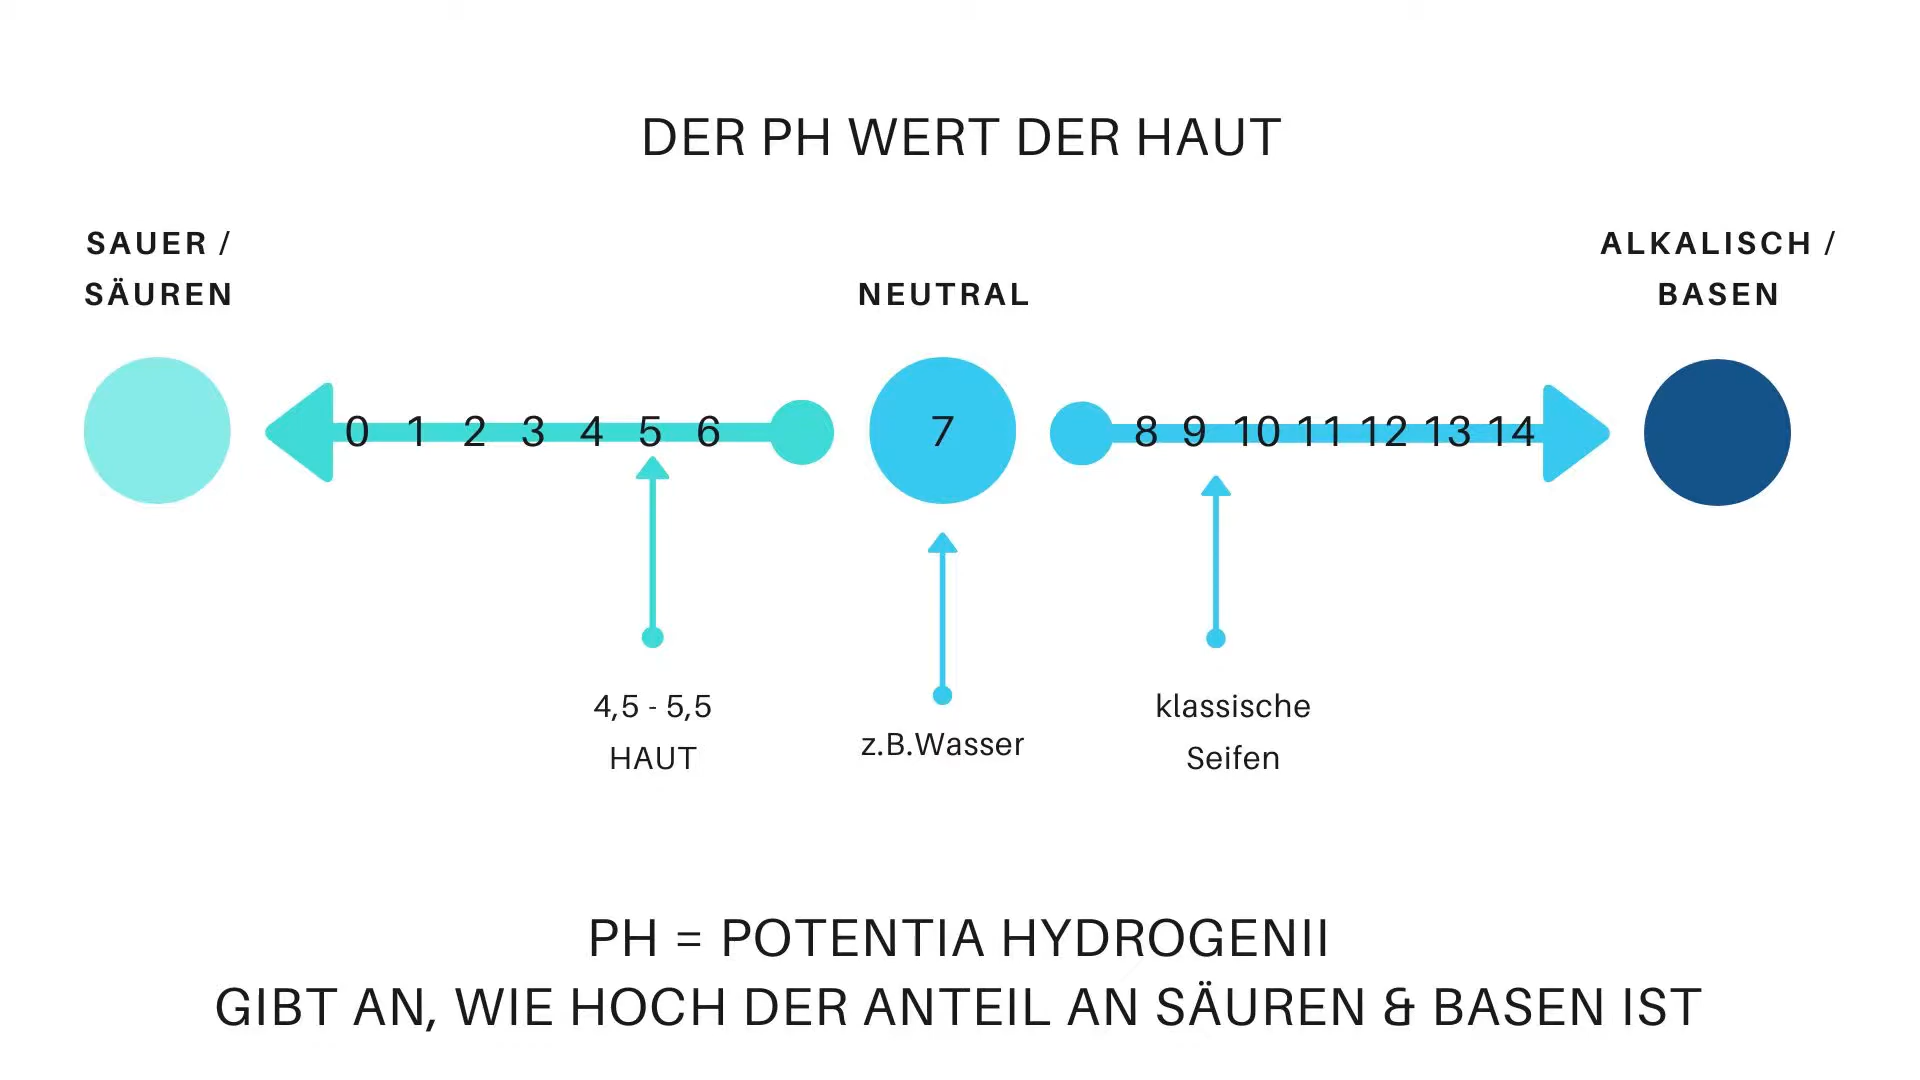 DER PH WERT DER HAUT
SAUER /
SÄUREN
NEUTRAL
ALKALISCH /
BASEN
0 1 2 3 4 5 6 7 8 9 10 11 12 13 14
4,5 - 5,5
HAUT
z.B.Wasser
klassische
Seifen
PH = POTENTIA HYDROGENII
GIBT AN, WIE HOCH DER ANTEIL AN SÄUREN & BASEN IST